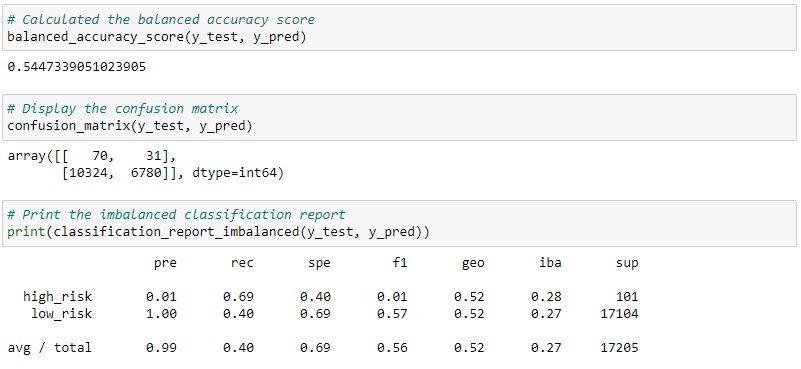 # Calculated the balanced accuracy score
balanced_accuracy_score(y_test, y_pred)
0.5447339051023905
# Display the confusion matrix
confusion_matrix(y_test, y_pred)
array([[   70,    31],
       [10324,  6780]], dtype=int64)
# Print the imbalanced classification report
print(classification_report_imbalanced(y_test, y_pred))
                   pre       rec       spe        f1       geo       iba       sup
  high_risk       0.01      0.69      0.40      0.01      0.52      0.28       101
   low_risk       1.00      0.40      0.69      0.57      0.52      0.27     17104
avg / total       0.99      0.40      0.69      0.56      0.52      0.27     17205